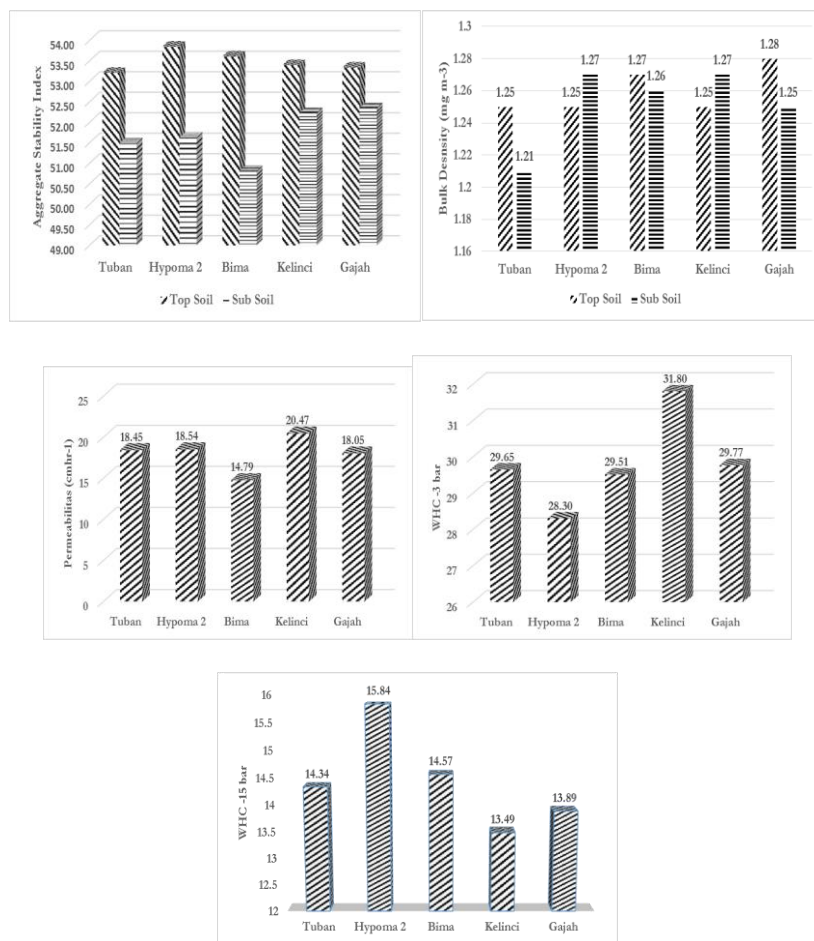 54.00
53.50
53.00
52.50
52.00
51.50
51.00
50.50
50.00
49.50
49.00
Aggregate Stability Index
Tuban Hypoma 2 Bima Kelinci Gajah
Top Soil Sub Soil
1.3
1.28
1.26
1.24
1.22
1.2
1.18
1.16
Bulk Desnsity (mg m-3)
1.25 1.21 1.25 1.27 1.27 1.26 1.25 1.27 1.28 1.25
Tuban Hypoma 2 Bima Kelinci Gajah
Top Soil Sub Soil
25
20
15
10
5
0
Permeabilitas (cmhr-1)
18.45 18.54 14.79 20.47 18.05
Tuban Hypoma 2 Bima Kelinci Gajah
32
31
30
29
28
27
26
WHC -3 bar
29.65 28.30 29.51 31.80 29.77
Tuban Hypoma 2 Bima Kelinci Gajah
16
15.5
15
14.5
14
13.5
13
12.5
12
WHC -15 bar
14.34 15.84 14.57 13.49 13.89
Tuban Hypoma 2 Bima Kelinci Gajah